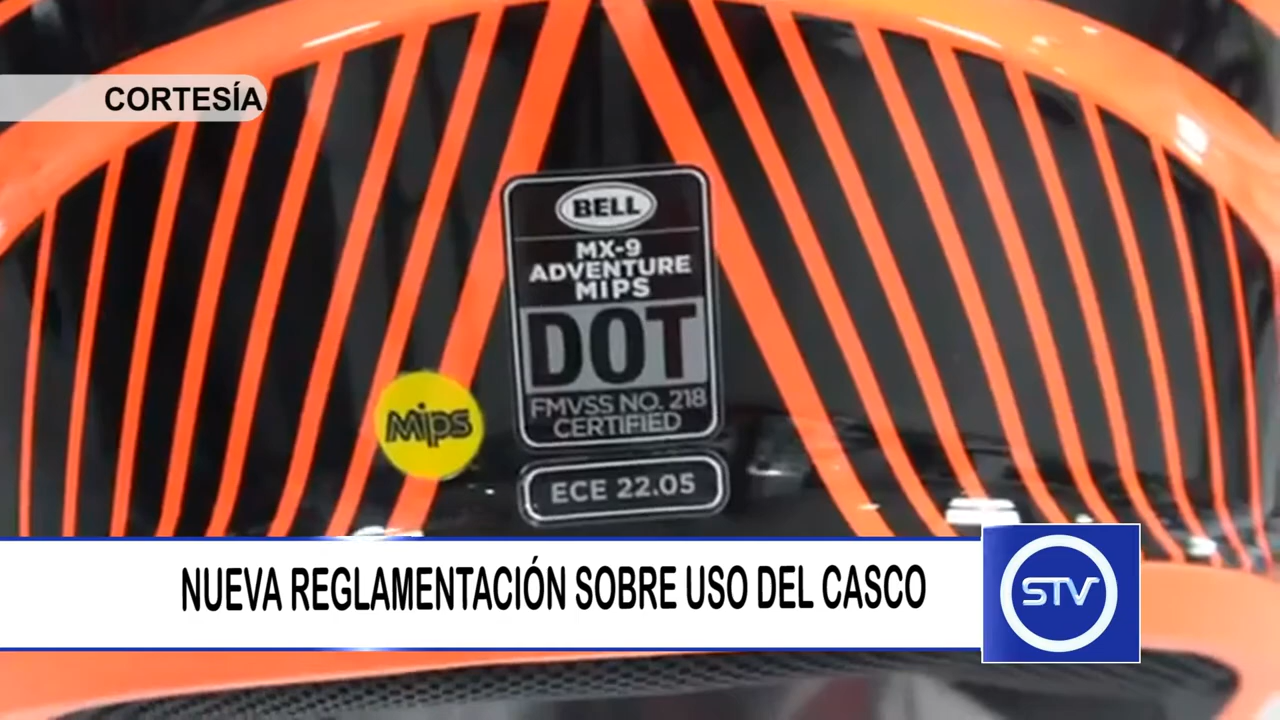 CORTESÍA
BELL
MX-9
ADVENTURE
MIPS
DOT
FMVSS NO. 218
CERTIFIED
Mips
ECE 22.05
NUEVA REGLAMENTACIÓN SOBRE USO DEL CASCO
STV